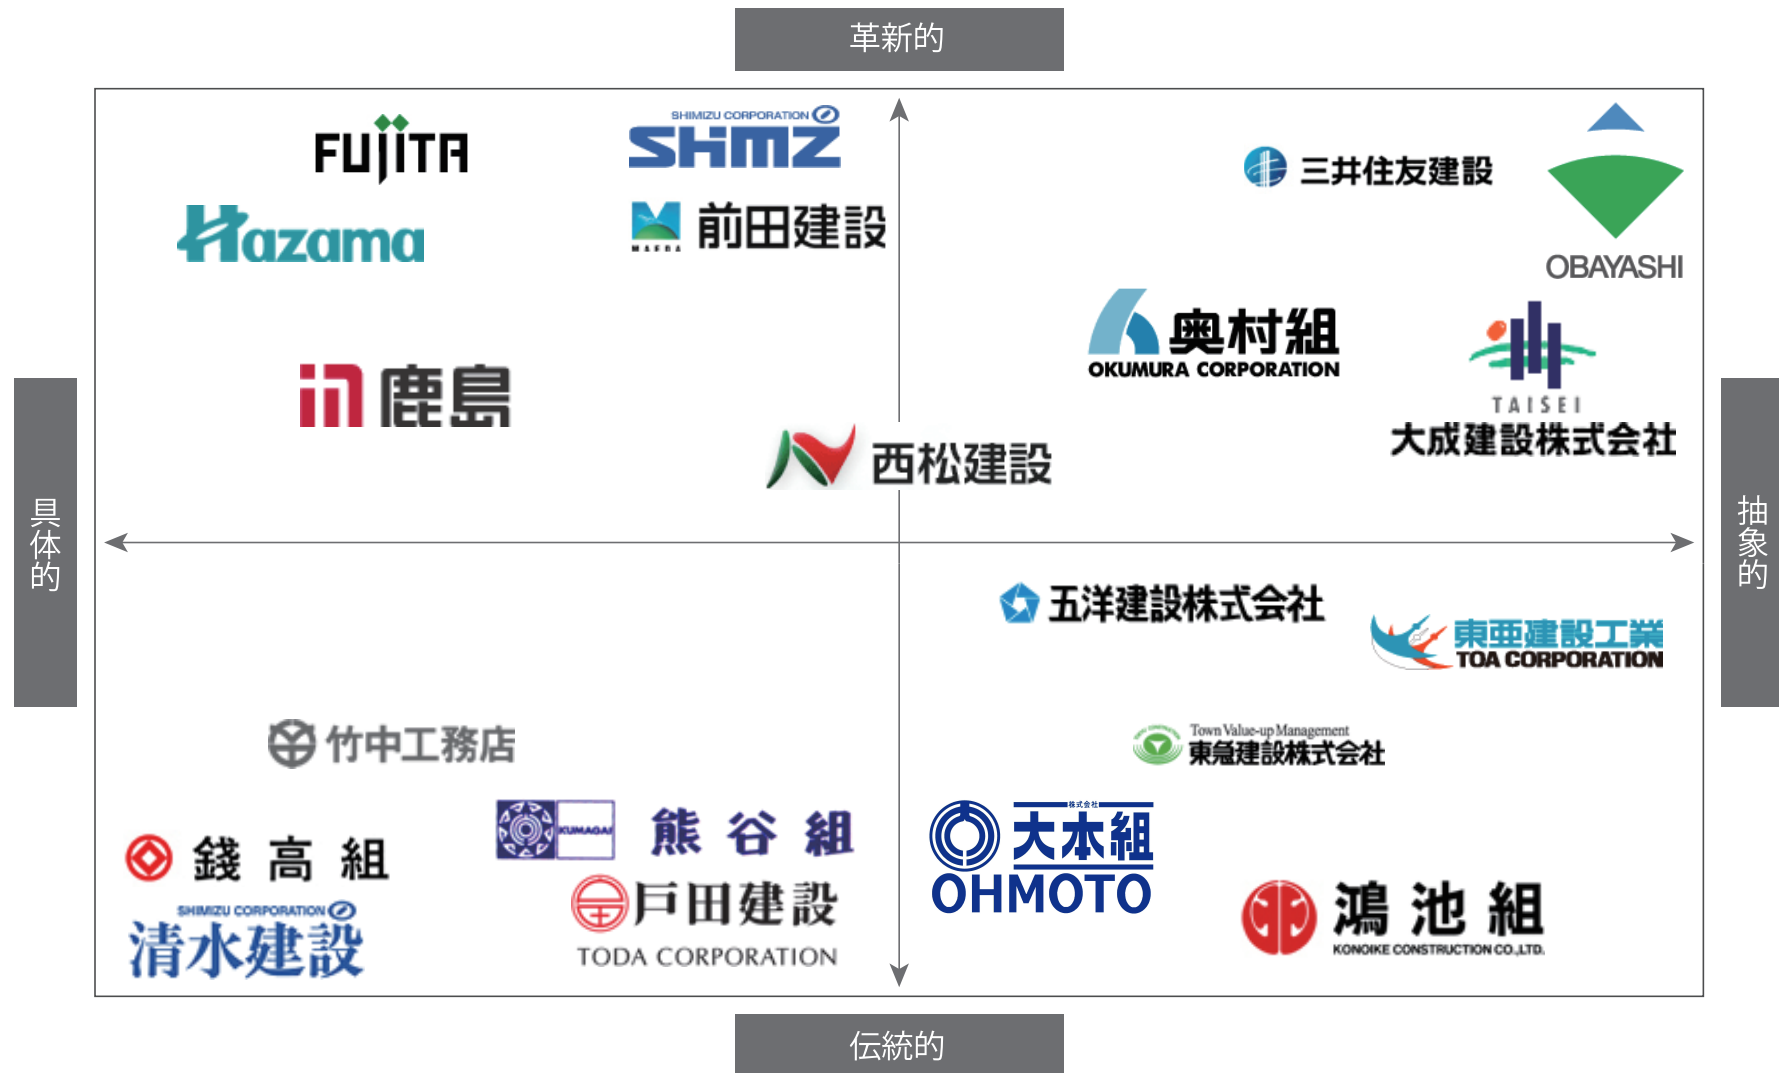 革新的
FUJITA
SHIMIZU CORPORATION
SHMZ
三井住友建設
Hazama
MAEDA
前田建設
OBAYASHI
奥村組
OKUMURA CORPORATION
鹿島
TAISEI
大成建設株式会社
西松建設
具体的
抽象的
五洋建設株式会社
東亜建設工業
TOA CORPORATION
竹中工務店
Town Value-up Management
東急建設株式会社
KUMAGAI
熊谷組
株式会社
大本組
OHMOTO
錢高組
戸田建設
TODA CORPORATION
鴻池組
KONOIKE CONSTRUCTION CO.,LTD.
SHIMIZU CORPORATION
清水建設
伝統的